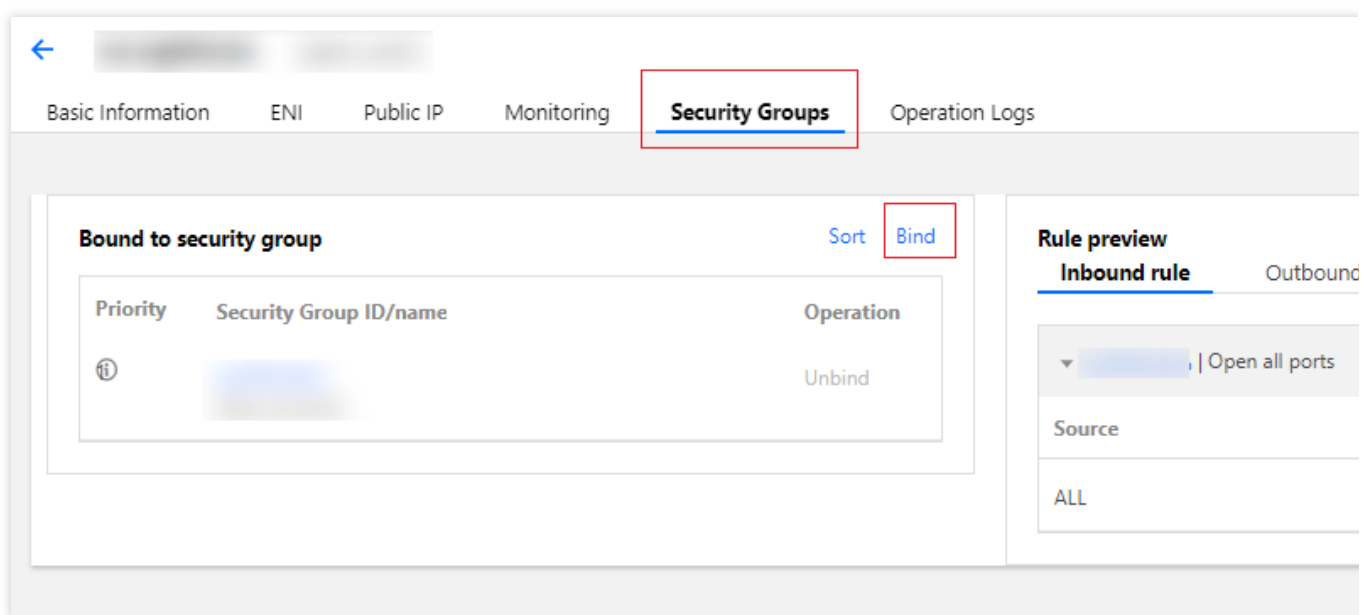 Basic Information ENI Public IP Monitoring Security Groups Operation Logs
Bound to security group Sort Bind
Priority Security Group ID/name Operation
Unbind
Rule preview
Inbound rule Outbound
| Open all ports
Source
ALL